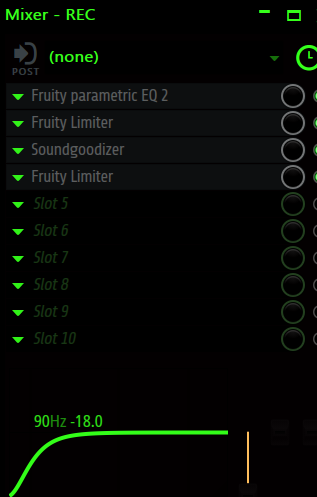 Mixer - REC
(none)
POST
Fruity parametric EQ 2
Fruity Limiter
Soundgoodizer
Fruity Limiter
Slot 5
Slot 6
Slot 7
Slot 8
Slot 9
Slot 10
90Hz -18.0